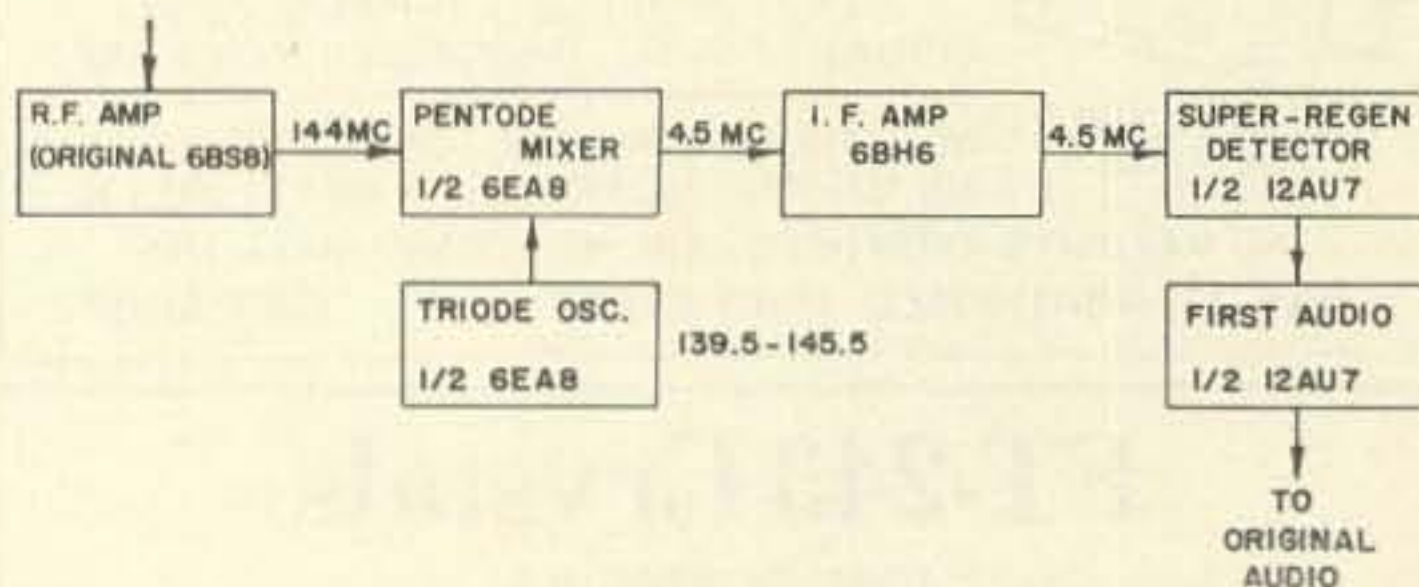 R.F. AMP
(ORIGINAL 6BS8)
144MC
PENTODE
MIXER
1/2 6EA8
4.5 MC
I. F. AMP
6BH6
4.5 MC
SUPER-REGEN
DETECTOR
1/2 12AU7
TRIODE OSC.
1/2 6EA8
139.5-145.5
FIRST AUDIO
1/2 12AU7
TO
ORIGINAL
AUDIO